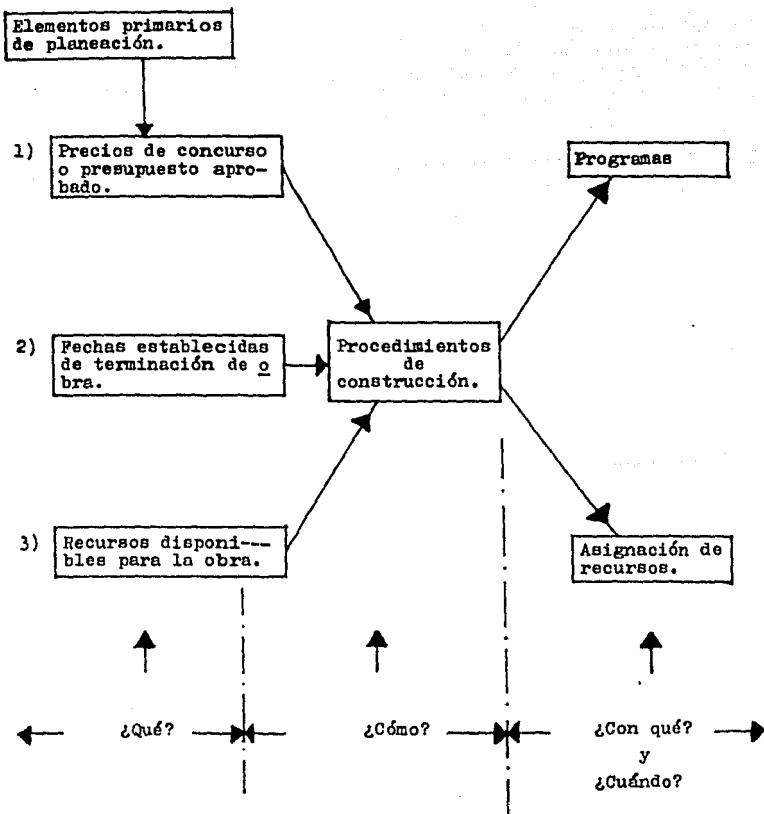 Elementos primarios
de planeación.
1) Precios de concurso
o presupuesto apro-
bado.
Programas
2) Fechas establecidas
de terminación de o
bra.
Procedimientos
de
construcción.
3) Recursos disponi---
bles para la obra.
Asignación de
recursos.
¿Qué?
¿Cómo?
¿Con qué?
y
¿Cuándo?